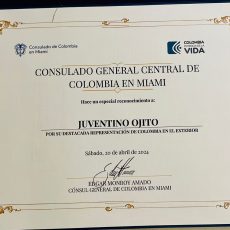 Consulado de Colombia
en Miami
COLOMBIA
VIDA
CONSULADO GENERAL CENTRAL DE
COLOMBIA EN MIAMI
Hace un especial reconocimiento a:
JUVENTINO OJITO
POR SU DESTACADA REPRESENTACIÓN DE COLOMBIA EN EL EXTERIOR
Sábado, 20 de abril de 2024
EDGAR MONROY AMADO
CÓNSUL GENERAL DE COLOMBIA EN MIAMI